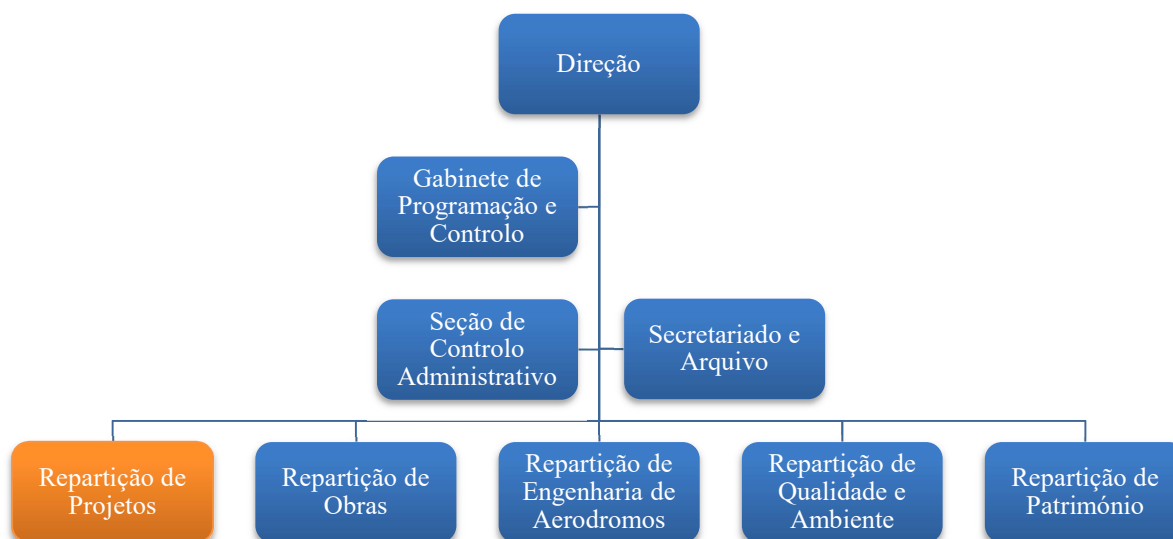 Direção
Gabinete de
Programação e
Controlo
Seção de
Controlo
Administrativo
Secretariado e
Arquivo
Repartição de
Projetos
Repartição de
Obras
Repartição de
Engenharia de
Aerodromos
Repartição de
Qualidade e
Ambiente
Repartição de
Património